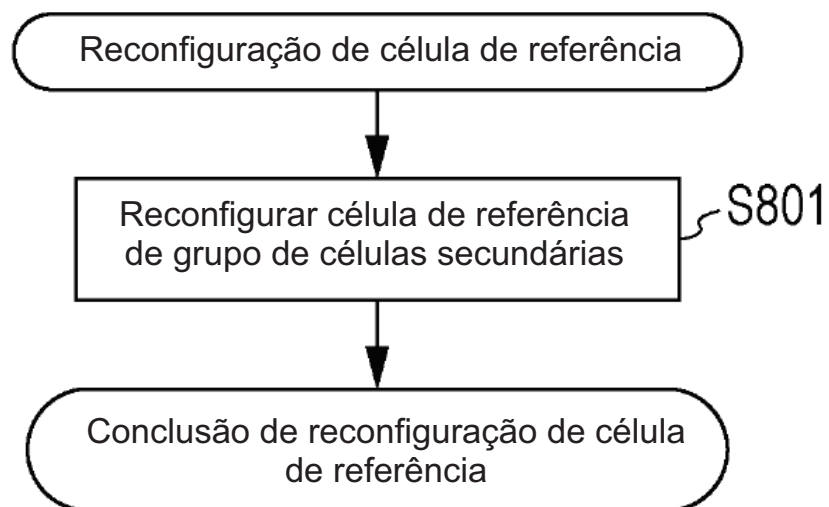 Reconfiguração de célula de referência
Reconfigurar célula de referência
de grupo de células secundárias
S801
Conclusão de reconfiguração de célula
de referência